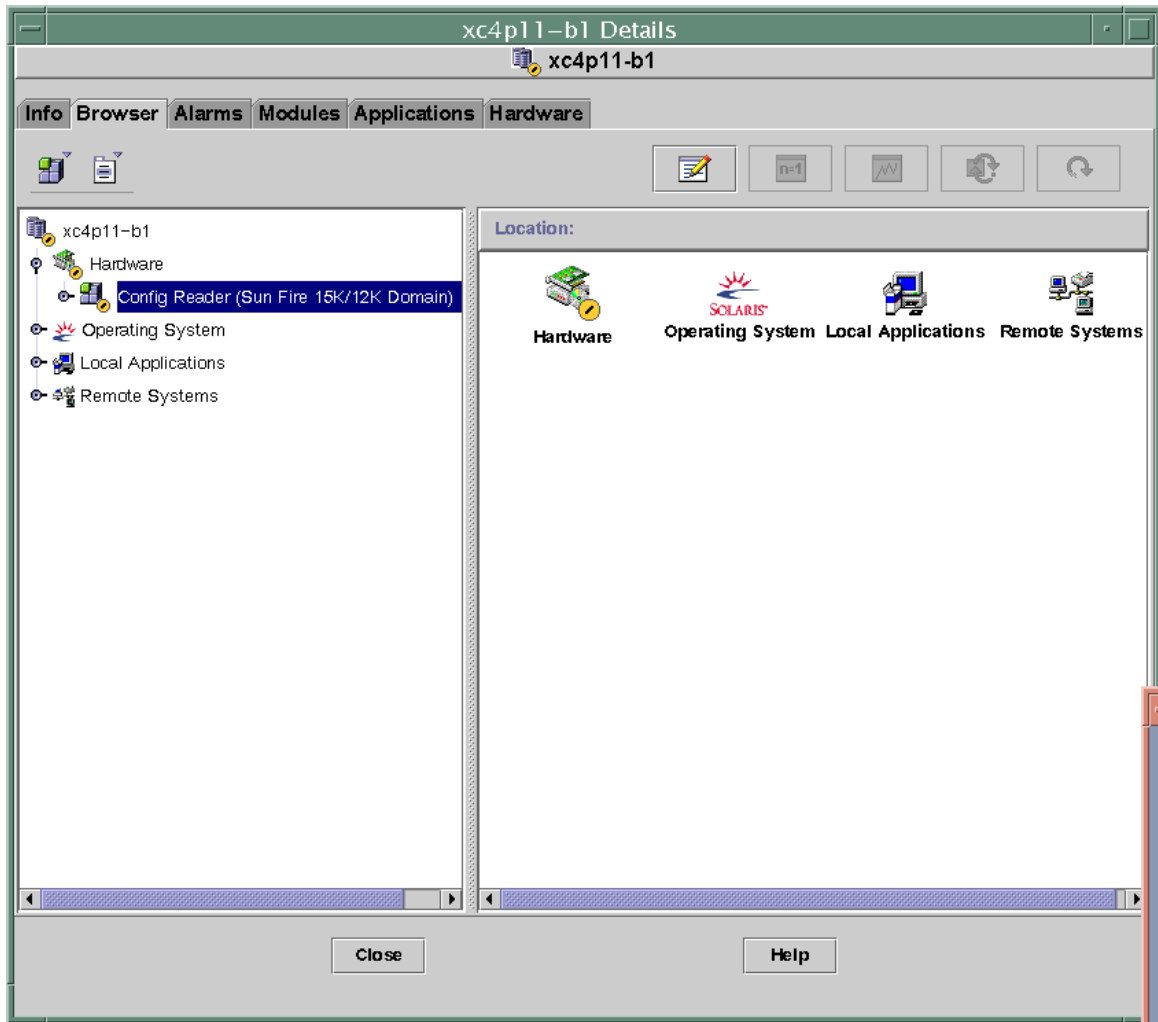 xc4p11–b1 Details
xc4p11-b1
Info Browser Alarms Modules Applications Hardware
n=1
xc4p11–b1
Hardware
Config Reader (Sun Fire 15K/12K Domain)
Operating System
Local Applications
Remote Systems
Location:
SOLARIS
Hardware Operating System Local Applications Remote Systems
Close Help